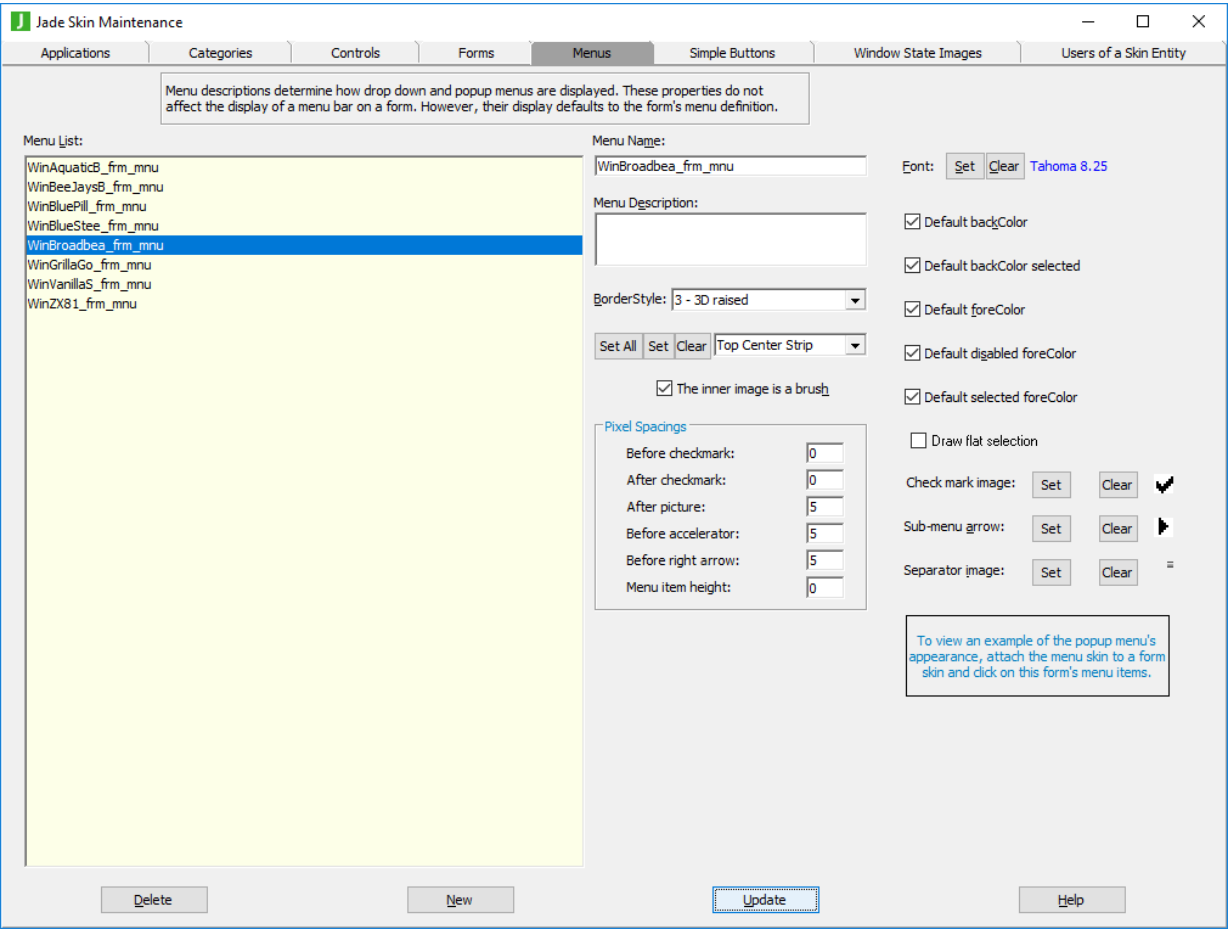 Jade Skin Maintenance
Applications
Categories
Controls
Forms
Menus
Simple Buttons
Window State Images
Users of a Skin Entity
Menu descriptions determine how drop down and popup menus are displayed. These properties do not
affect the display of a menu bar on a form. However, their display defaults to the form's menu definition.
Menu List:
WinAquaticB_frm_mnu
WinBeeJaysB_frm_mnu
WinBluePill_frm_mnu
WinBlueStee_frm_mnu
WinBroadbea_frm_mnu
WinGrillaGo_frm_mnu
WinVanillaS_frm_mnu
WinZX81_frm_mnu
Menu Name:
WinBroadbea_frm_mnu
Menu Description:
BorderStyle: 3 - 3D raised
Set All Set Clear Top Center Strip
The inner image is a brush
Pixel Spacings
Before checkmark: 0
After checkmark: 0
After picture: 5
Before accelerator: 5
Before right arrow: 5
Menu item height: 0
Font: Set Clear Tahoma 8.25
Default backColor
Default backColor selected
Default foreColor
Default disabled foreColor
Default selected foreColor
Draw flat selection
Check mark image: Set Clear
Sub-menu arrow: Set Clear
Separator image: Set Clear
To view an example of the popup menu's
appearance, attach the menu skin to a form
skin and click on this form's menu items.
Delete
New
Update
Help